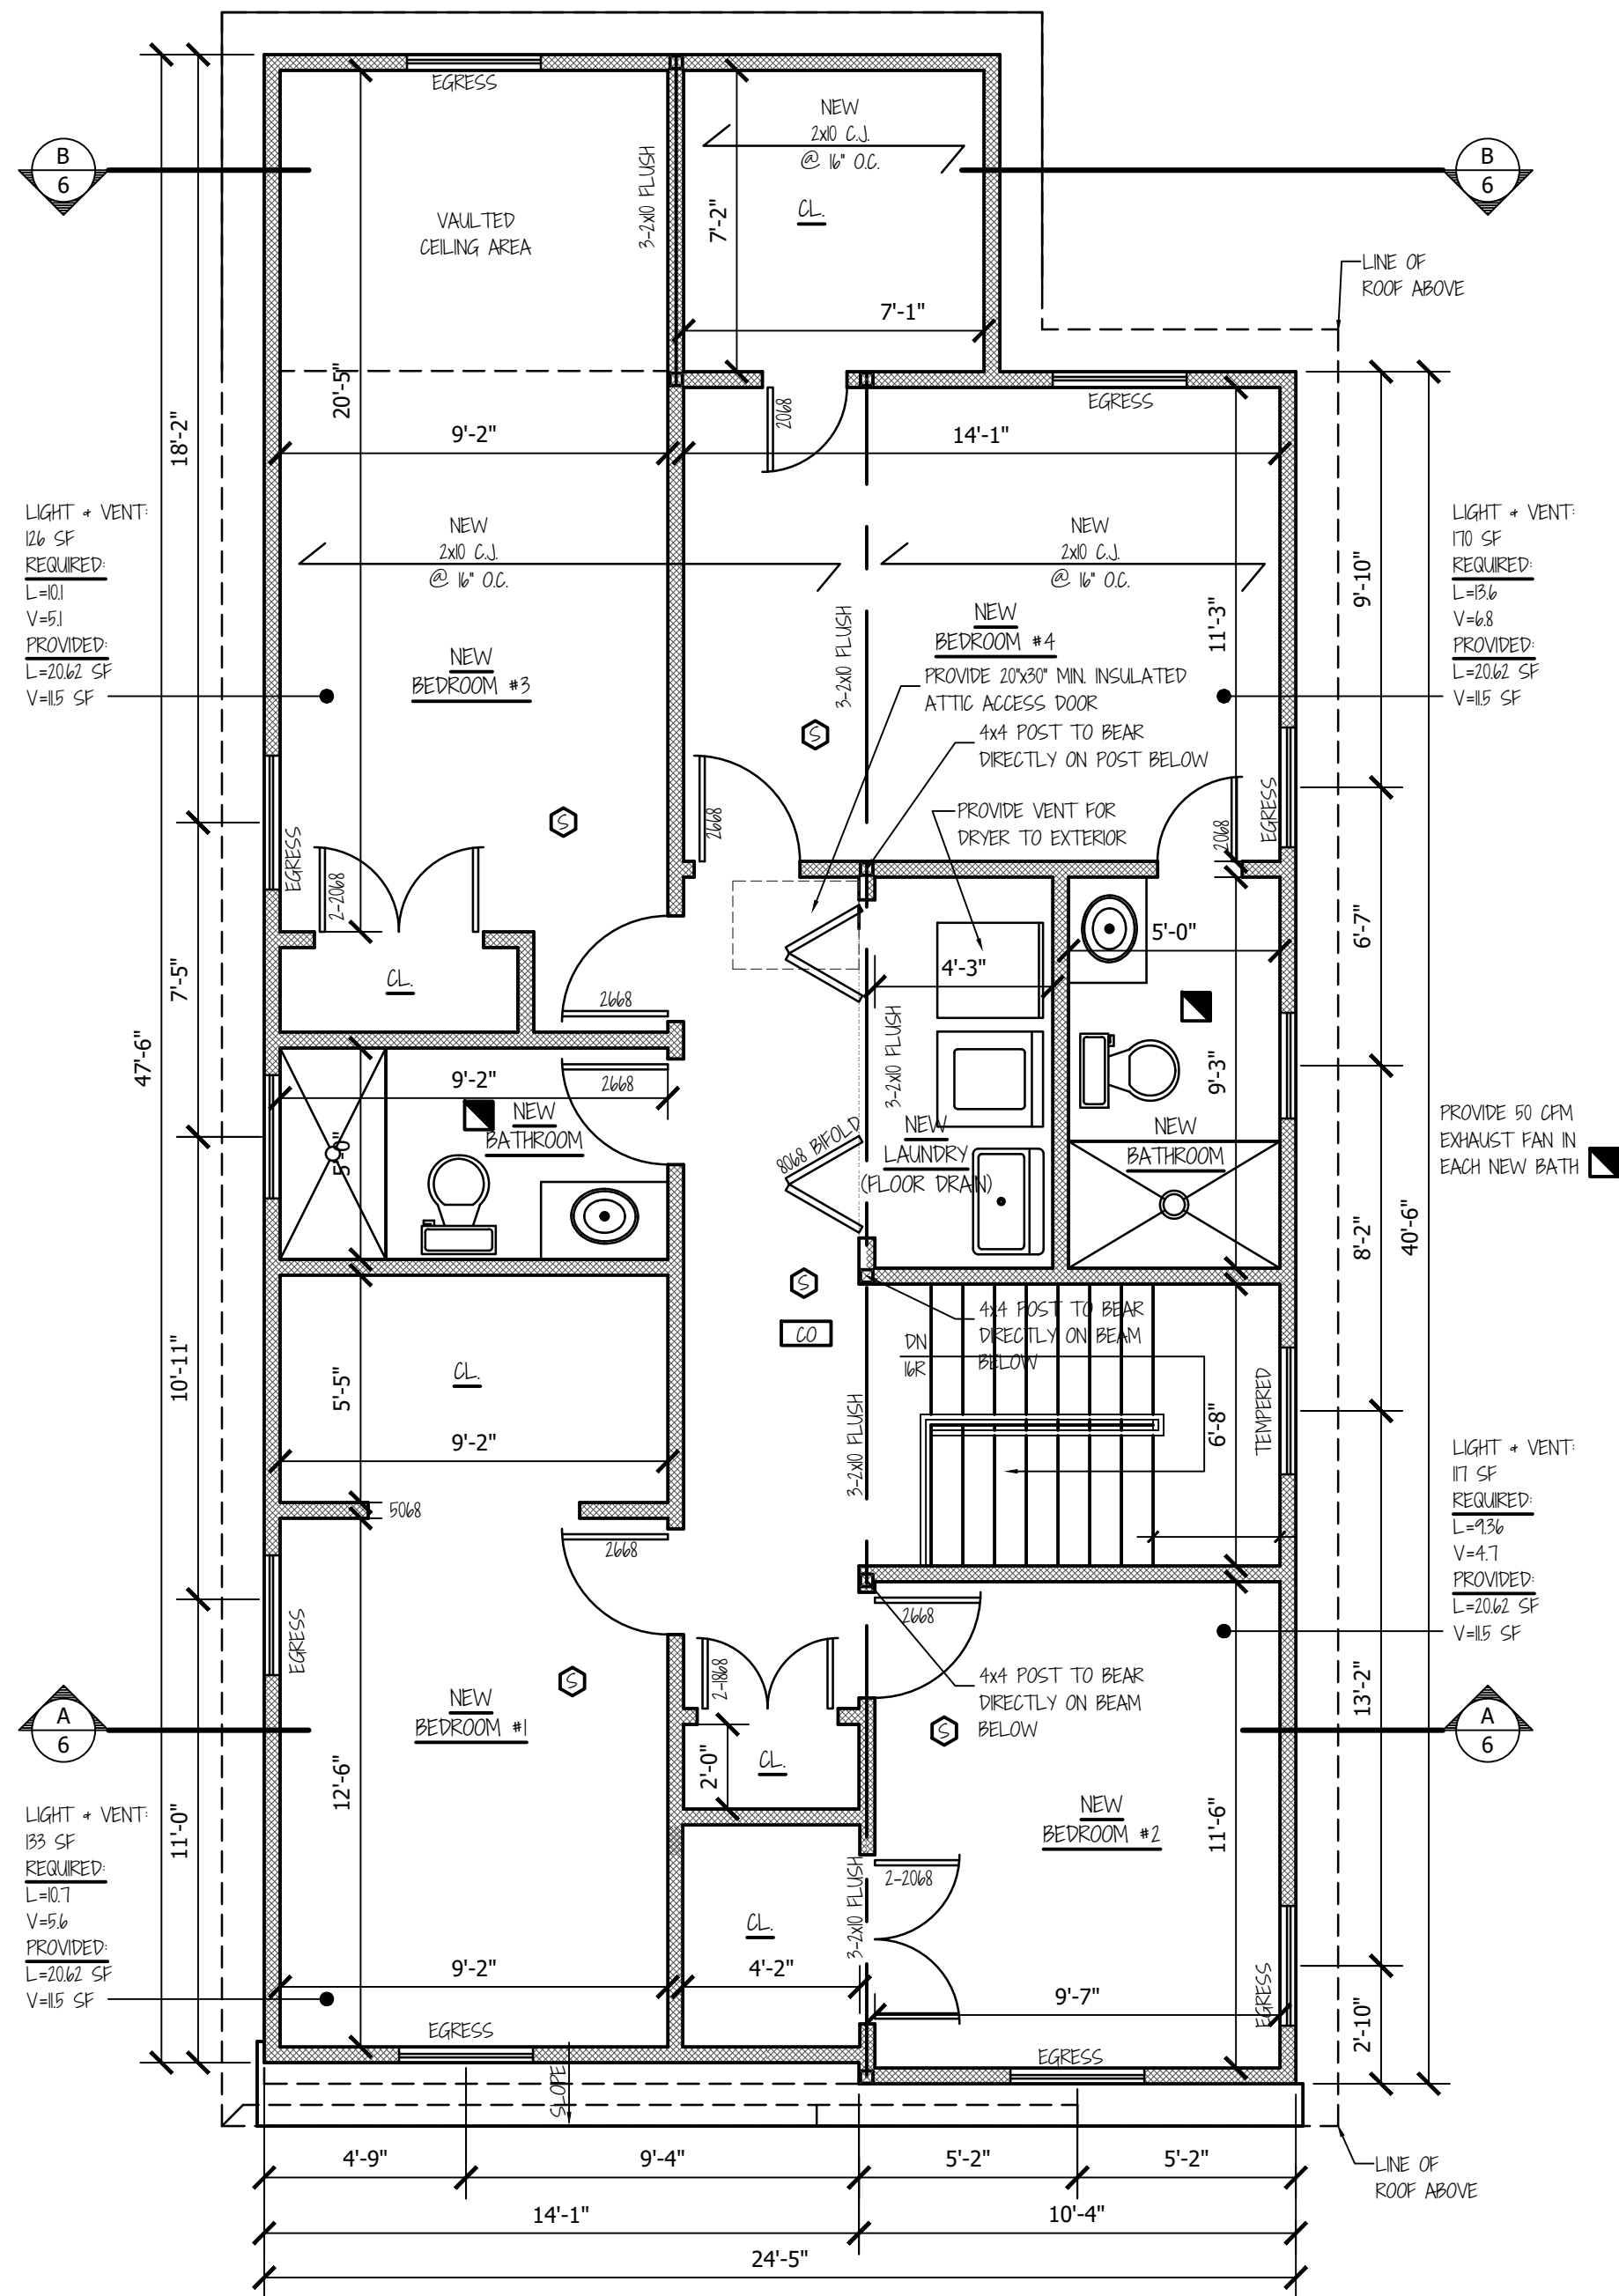 EGRESS
NEW
2x10 C.J.
@ 16" O.C.
CL.
7'-2"
7'-1"
3-2x10 FLUSH
VAULTED
CEILING AREA
B
6
B
6
LINE OF
ROOF ABOVE
20'-5"
18'-2"
9'-2"
2068
14'-1"
EGRESS
LIGHT + VENT:
126 SF
REQUIRED:
L=10.1
V=5.1
PROVIDED:
L=20.62 SF
V=11.5 SF
NEW
2x10 C.J.
@ 16" O.C.
NEW
2x10 C.J.
@ 16" O.C.
LIGHT + VENT:
170 SF
REQUIRED:
L=13.6
V=6.8
PROVIDED:
L=20.62 SF
V=11.5 SF
9'-10"
11'-3"
NEW
BEDROOM #3
3-2x10 FLUSH
NEW
BEDROOM #4
PROVIDE 20"x30" MIN. INSULATED
ATTIC ACCESS DOOR
4x4 POST TO BEAR
DIRECTLY ON POST BELOW
PROVIDE VENT FOR
DRYER TO EXTERIOR
S
S
2668
2068
EGRESS
EGRESS
2-2068
CL.
2668
7'-5"
47'-6"
4'-3"
5'-0"
6'-7"
9'-2"
2668
NEW
BATHROOM
5'-0"
3-2x10 FLUSH
8068 BIFOLD
NEW
LAUNDRY
(FLOOR DRAIN)
9'-3"
NEW
BATHROOM
PROVIDE 50 CFM
EXHAUST FAN IN
EACH NEW BATH
8'-2"
40'-6"
S
CO
4x4 POST TO BEAR
DIRECTLY ON BEAM
BELOW
DN
16R
10'-11"
5'-5"
CL.
9'-2"
3-2x10 FLUSH
6'-8"
TEMPERED
5068
2668
LIGHT + VENT:
117 SF
REQUIRED:
L=9.36
V=4.7
PROVIDED:
L=20.62 SF
V=11.5 SF
EGRESS
2668
2-1868
S
4x4 POST TO BEAR
DIRECTLY ON BEAM
BELOW
S
13'-2"
A
6
A
6
NEW
BEDROOM #1
12'-6"
2'-0"
CL.
NEW
BEDROOM #2
11'-6"
LIGHT + VENT:
133 SF
REQUIRED:
L=10.7
V=5.6
PROVIDED:
L=20.62 SF
V=11.5 SF
11'-0"
2-2068
3-2x10 FLUSH
CL.
9'-2"
4'-2"
9'-7"
EGRESS
2'-10"
EGRESS
EGRESS
SLOPE
4'-9"
9'-4"
5'-2"
5'-2"
LINE OF
ROOF ABOVE
14'-1"
10'-4"
24'-5"